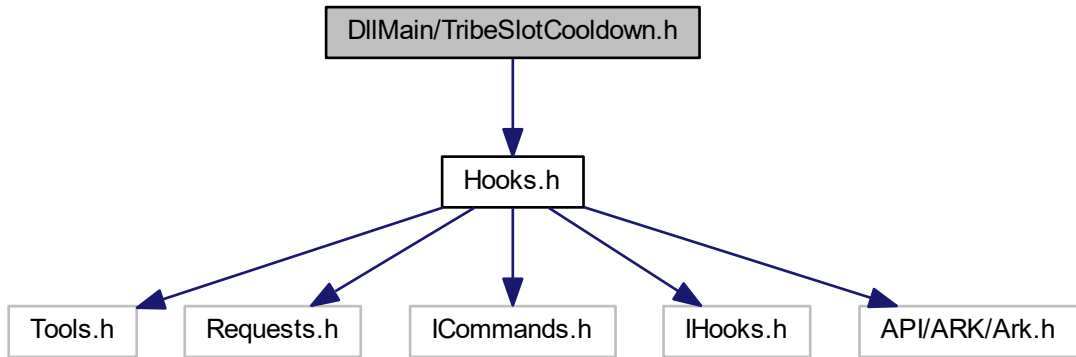 DllMain/TribeSlotCooldown.h
Hooks.h
Tools.h
Requests.h
ICommands.h
IHooks.h
API/ARK/Ark.h